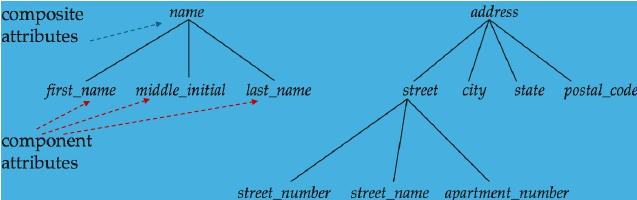 composite
attributes
name
address
first_name
middle_initial
last_name
street
city
state
postal_code
component
attributes
street_number
street_name
apartment_number